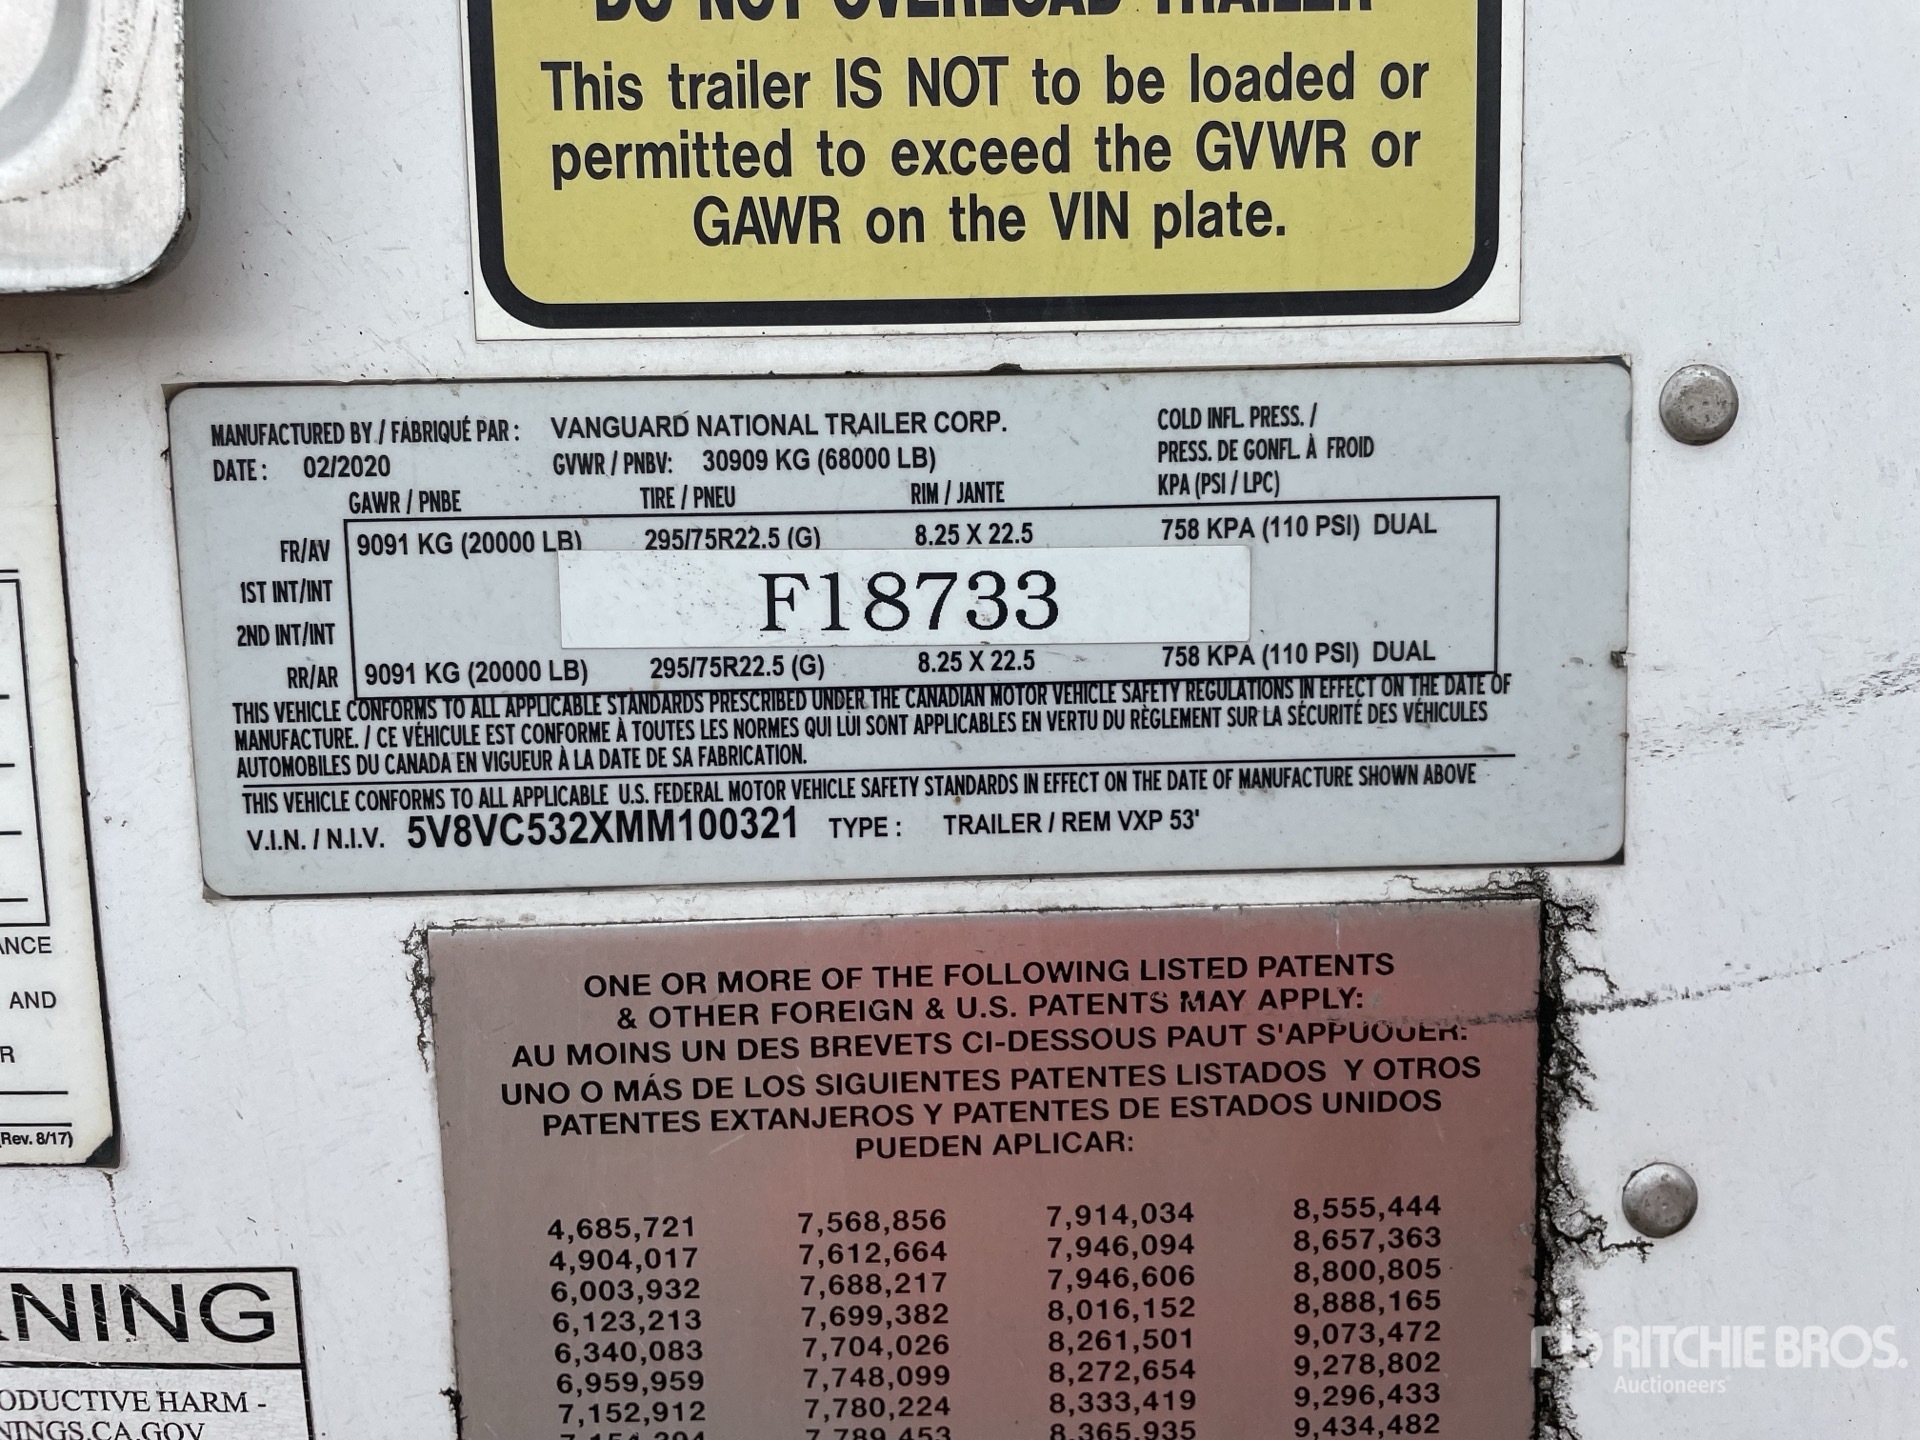 DO NOT OVERLOAD TRAILER
This trailer IS NOT to be loaded or
permitted to exceed the GVWR or
GAWR on the VIN plate.
MANUFACTURED BY / FABRIQUÉ PAR : VANGUARD NATIONAL TRAILER CORP.
DATE : 02/2020 GVWR / PNBV: 30909 KG (68000 LB)
COLD INFL. PRESS. /
PRESS. DE GONFL. À FROID
KPA (PSI / LPC)
GAWR / PNBE TIRE / PNEU RIM / JANTE
FR/AV 9091 KG (20000 LB) 295/75R22.5 (G) 8.25 X 22.5 758 KPA (110 PSI) DUAL
1ST INT/INT
F18733
2ND INT/INT
RR/AR 9091 KG (20000 LB) 295/75R22.5 (G) 8.25 X 22.5 758 KPA (110 PSI) DUAL
THIS VEHICLE CONFORMS TO ALL APPLICABLE STANDARDS PRESCRIBED UNDER THE CANADIAN MOTOR VEHICLE SAFETY REGULATIONS IN EFFECT ON THE DATE OF
MANUFACTURE. / CE VÉHICULE EST CONFORME À TOUTES LES NORMES QUI LUI SONT APPLICABLES EN VERTU DU RÈGLEMENT SUR LA SÉCURITÉ DES VÉHICULES
AUTOMOBILES DU CANADA EN VIGUEUR À LA DATE DE SA FABRICATION.
THIS VEHICLE CONFORMS TO ALL APPLICABLE U.S. FEDERAL MOTOR VEHICLE SAFETY STANDARDS IN EFFECT ON THE DATE OF MANUFACTURE SHOWN ABOVE
V.I.N. / N.I.V. 5V8VC532XMM100321 TYPE : TRAILER / REM VXP 53'
ONE OR MORE OF THE FOLLOWING LISTED PATENTS
& OTHER FOREIGN & U.S. PATENTS MAY APPLY:
AU MOINS UN DES BREVETS CI-DESSOUS PAUT S'APPUOUER:
UNO O MÁS DE LOS SIGUIENTES PATENTES LISTADOS Y OTROS
PATENTES EXTANJEROS Y PATENTES DE ESTADOS UNIDOS
PUEDEN APLICAR:
4,685,721 7,568,856 7,914,034 8,555,444
4,904,017 7,612,664 7,946,094 8,657,363
6,003,932 7,688,217 7,946,606 8,800,805
6,123,213 7,699,382 8,016,152 8,888,165
6,340,083 7,704,026 8,261,501 9,073,472
6,959,959 7,748,099 8,272,654 9,278,802
7,152,912 7,780,224 8,333,419 9,296,433
7,789,453 8,365,935 9,434,482
ANCE
AND
R
(Rev. 8/17)
NING
ODUCTIVE HARM -
NINGS.CA.GOV
RITCHIE BROS.
Auctioneers